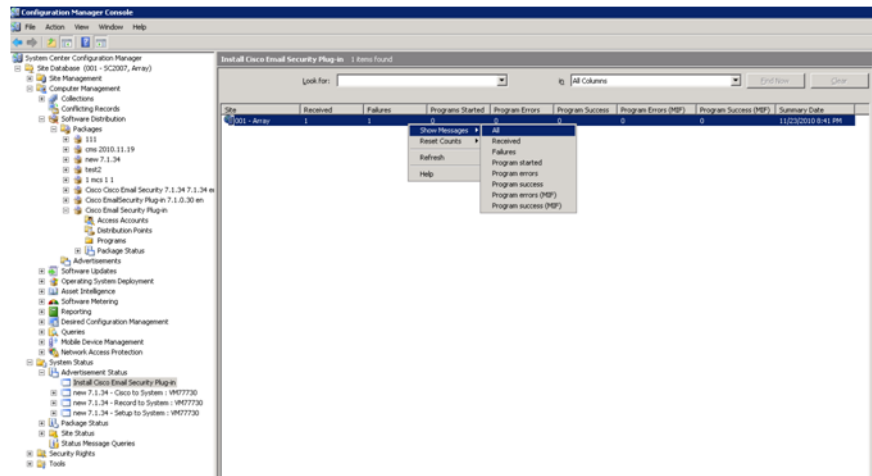 Configuration Manager Console
File Action View Window Help
System Center Configuration Manager
Site Database (001 - SC2007, Array)
Site Management
Computer Management
Collections
Conflicting Records
Software Distribution
Packages
111
cms 2010.11.19
new 7.1.34
test2
1 mcs 1 1
Cisco Cisco Email Security 7.1.34 7.1.34 en
Cisco EmailSecurity Plug-in 7.1.0.30 en
Cisco Email Security Plug-in
Access Accounts
Distribution Points
Programs
Package Status
Advertisements
Software Updates
Operating System Deployment
Asset Intelligence
Software Metering
Reporting
Desired Configuration Management
Queries
Mobile Device Management
Network Access Protection
System Status
Advertisement Status
Install Cisco Email Security Plug-in
new 7.1.34 - Cisco to System : VM77730
new 7.1.34 - Record to System : VM77730
new 7.1.34 - Setup to System : VM77730
Package Status
Site Status
Status Message Queries
Security Rights
Tools
Install Cisco Email Security Plug-in 1 items found
Look for: in All Columns Find Now Clear
Site Received Failures Programs Started Program Errors Program Success Program Errors (MIF) Program Success (MIF) Summary Date
001 - Array 1 1 0 0 0 0 0 11/23/2010 8:41 PM
Show Messages
Reset Counts
Refresh
Help
All
Received
Failures
Program started
Program errors
Program success
Program errors (MIF)
Program success (MIF)